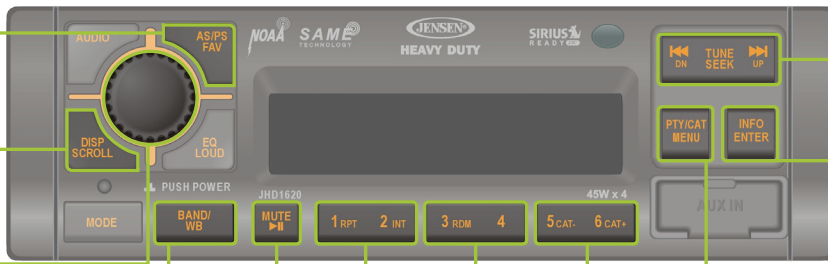 AUDIO
AS/PS
FAV
NOAA
SAME
TECHNOLOGY
JENSEN®
HEAVY DUTY
SIRIUS
READY
TUNE
SEEK
DN
UP
DISP
SCROLL
EQ
LOUD
PTY/CAT
MENU
INFO
ENTER
PUSH POWER
JHD1620
45W x 4
MODE
BAND/
WB
MUTE
1 RPT 2 INT
3 RDM 4
5 CAT- 6 CAT+
AUX IN